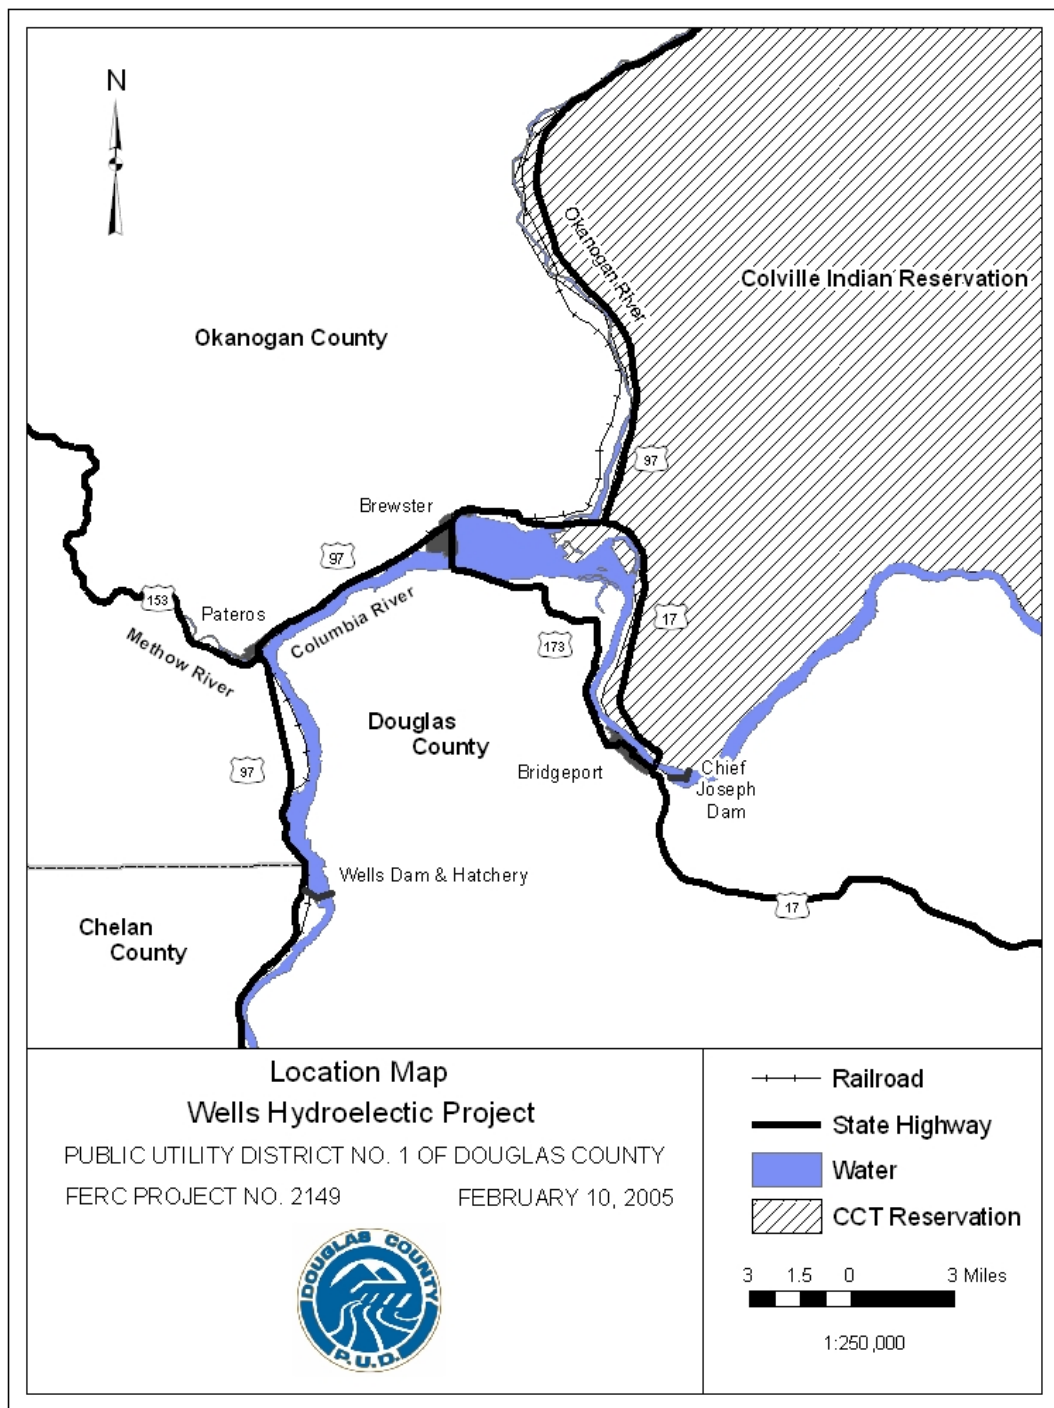 N
Okanogan River
Colville Indian Reservation
Okanogan County
97
Brewster
97
153
Pateros
Columbia River
Methow River
17
173
Douglas
County
97
Bridgeport
Chief
Joseph
Dam
Wells Dam & Hatchery
17
Chelan
County
Location Map
Wells Hydroelectic Project
PUBLIC UTILITY DISTRICT NO. 1 OF DOUGLAS COUNTY
FERC PROJECT NO. 2149 FEBRUARY 10, 2005
DOUGLAS COUNTY
P.U.D.
Railroad
State Highway
Water
CCT Reservation
3 1.5 0 3 Miles
1:250,000